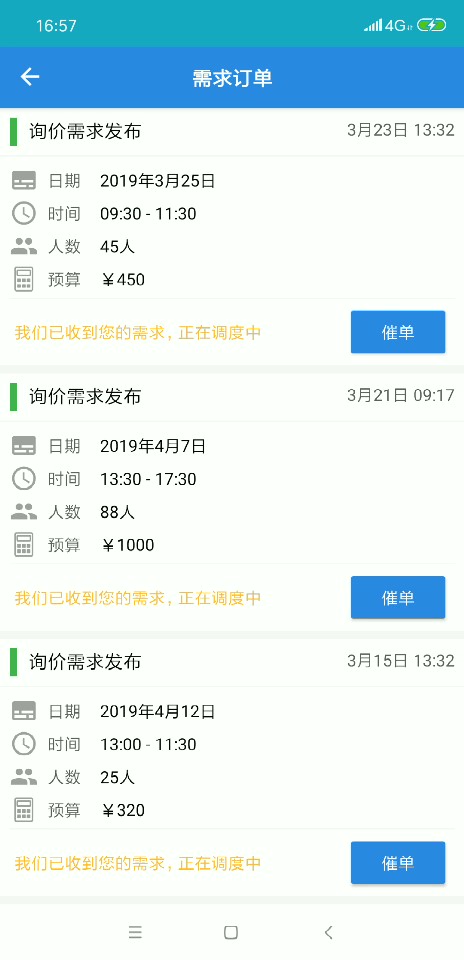 16:57
4G
需求订单
询价需求发布 3月23日 13:32
日期 2019年3月25日
时间 09:30 - 11:30
人数 45人
预算 ￥450
我们已收到您的需求, 正在调度中 催单
询价需求发布 3月21日 09:17
日期 2019年4月7日
时间 13:30 - 17:30
人数 88人
预算 ￥1000
我们已收到您的需求, 正在调度中 催单
询价需求发布 3月15日 13:32
日期 2019年4月12日
时间 13:00 - 11:30
人数 25人
预算 ￥320
我们已收到您的需求, 正在调度中 催单